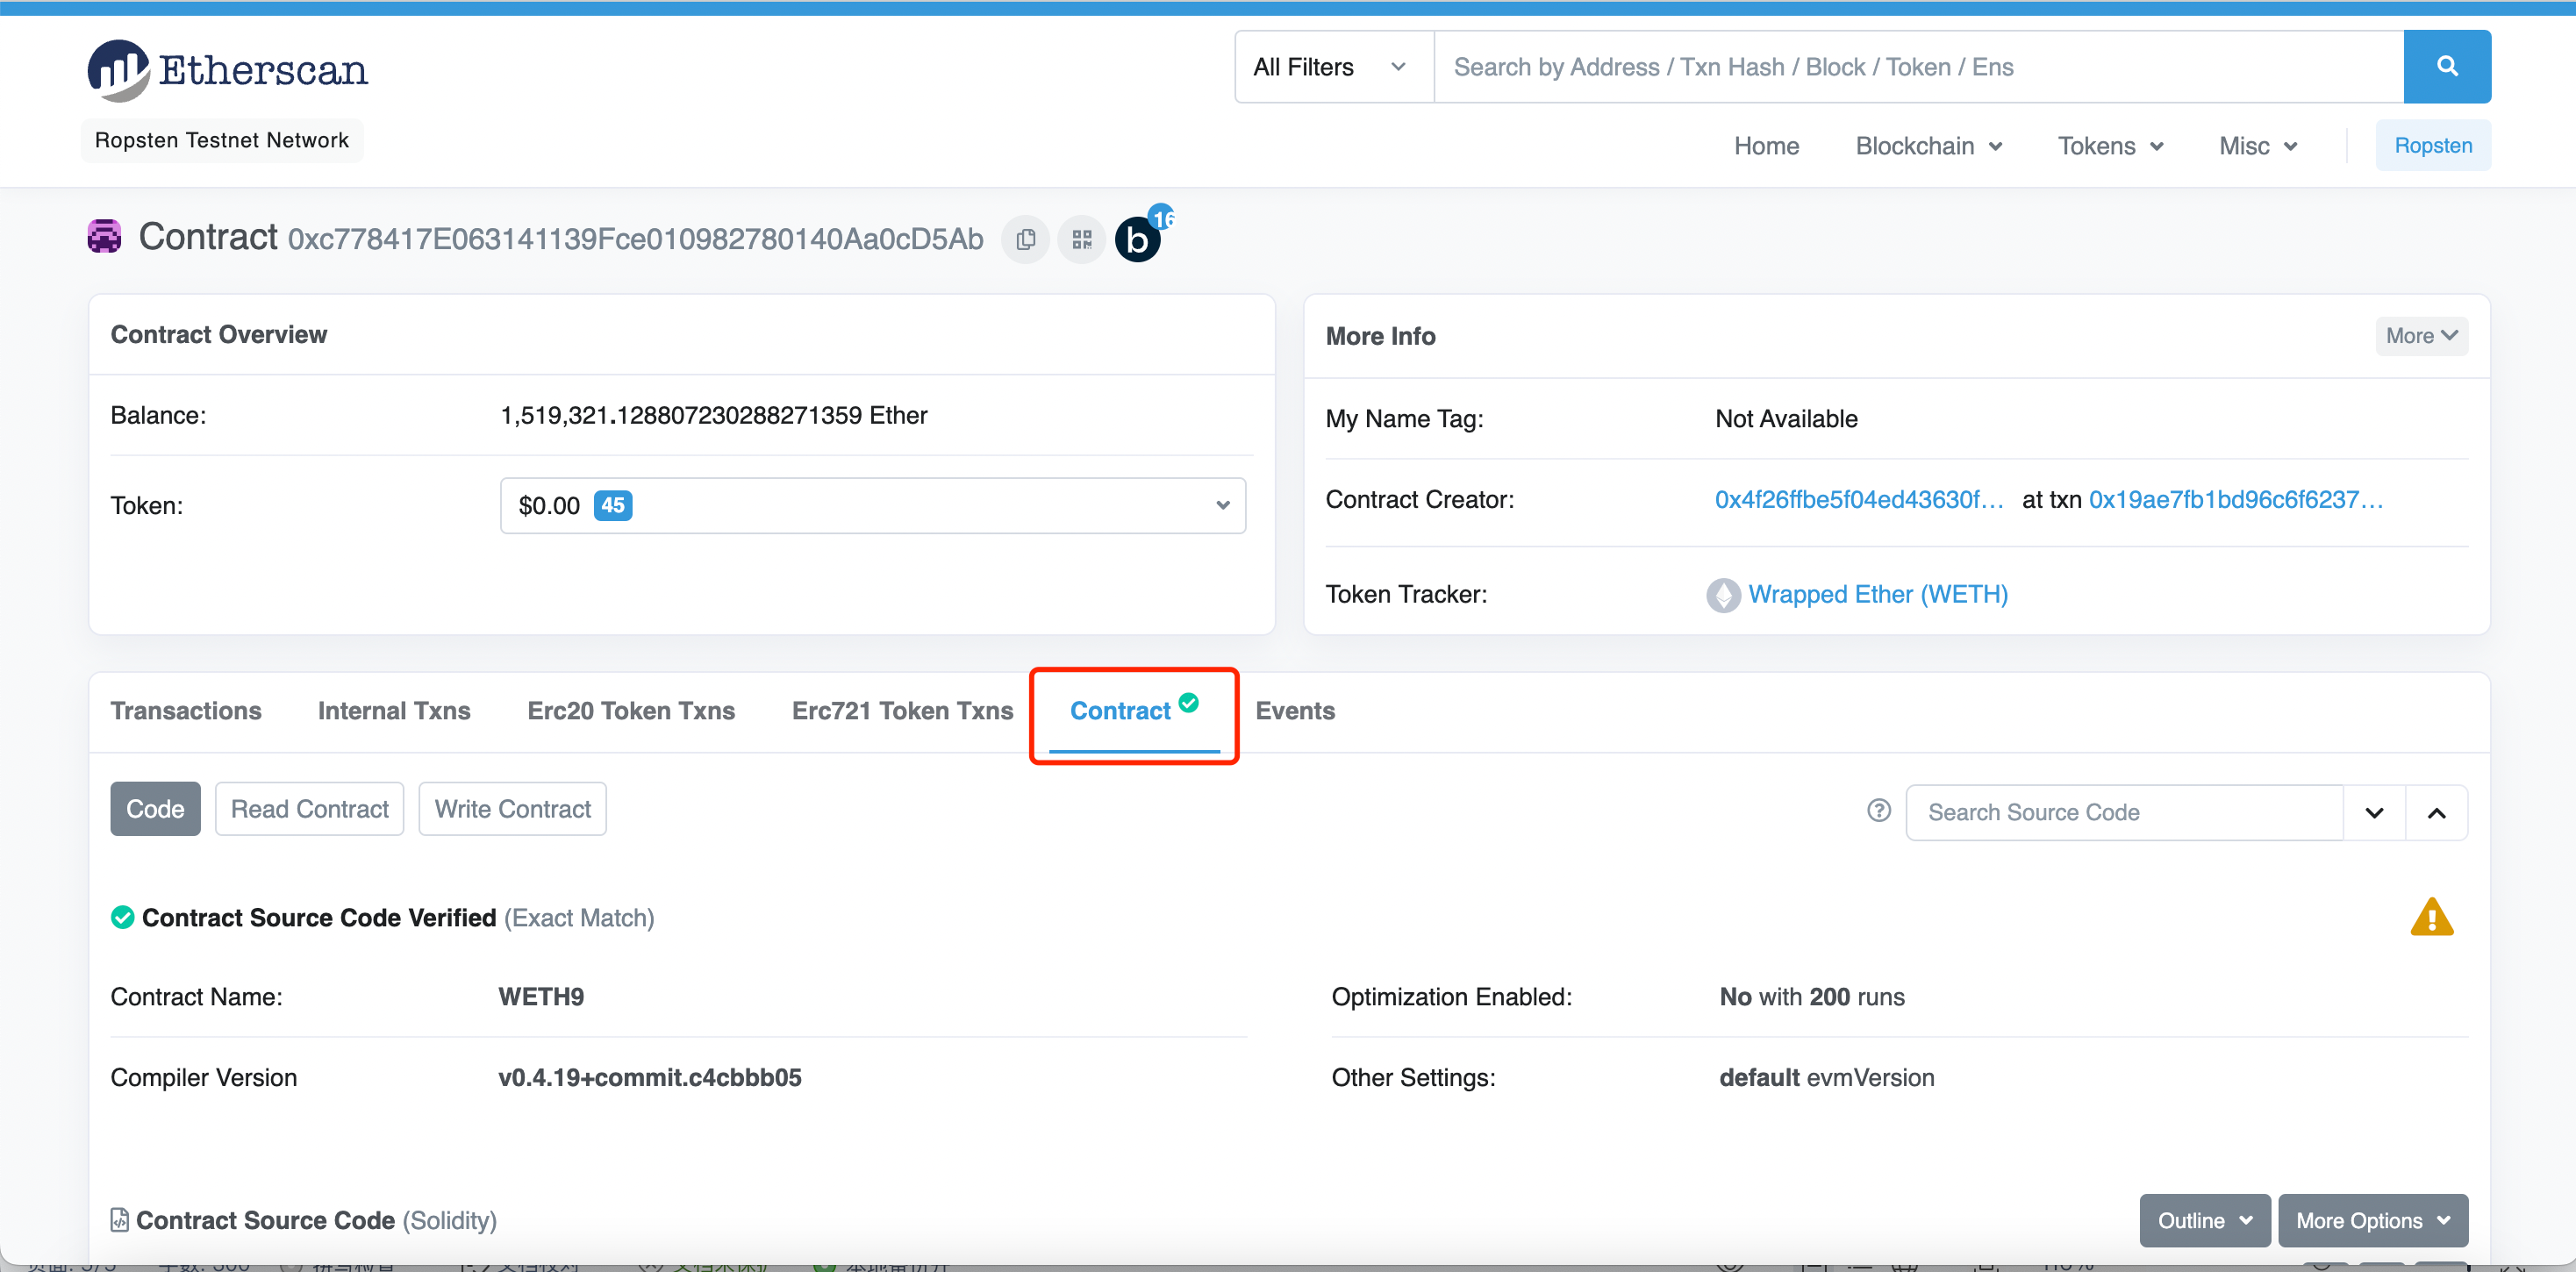 Etherscan
All Filters
Search by Address / Txn Hash / Block / Token / Ens
Ropsten Testnet Network
Home Blockchain Tokens Misc Ropsten
Contract 0xc778417E063141139Fce010982780140Aa0cD5Ab b 16
Contract Overview
Balance: 1,519,321.128807230288271359 Ether
Token: $0.00 45
More Info More
My Name Tag: Not Available
Contract Creator: 0x4f26ffbe5f04ed43630f... at txn 0x19ae7fb1bd96c6f6237...
Token Tracker: Wrapped Ether (WETH)
Transactions Internal Txns Erc20 Token Txns Erc721 Token Txns Contract Events
Code Read Contract Write Contract
Search Source Code
Contract Source Code Verified (Exact Match)
Contract Name: WETH9
Optimization Enabled: No with 200 runs
Compiler Version v0.4.19+commit.c4cbbb05
Other Settings: default evmVersion
Contract Source Code (Solidity)
Outline More Options